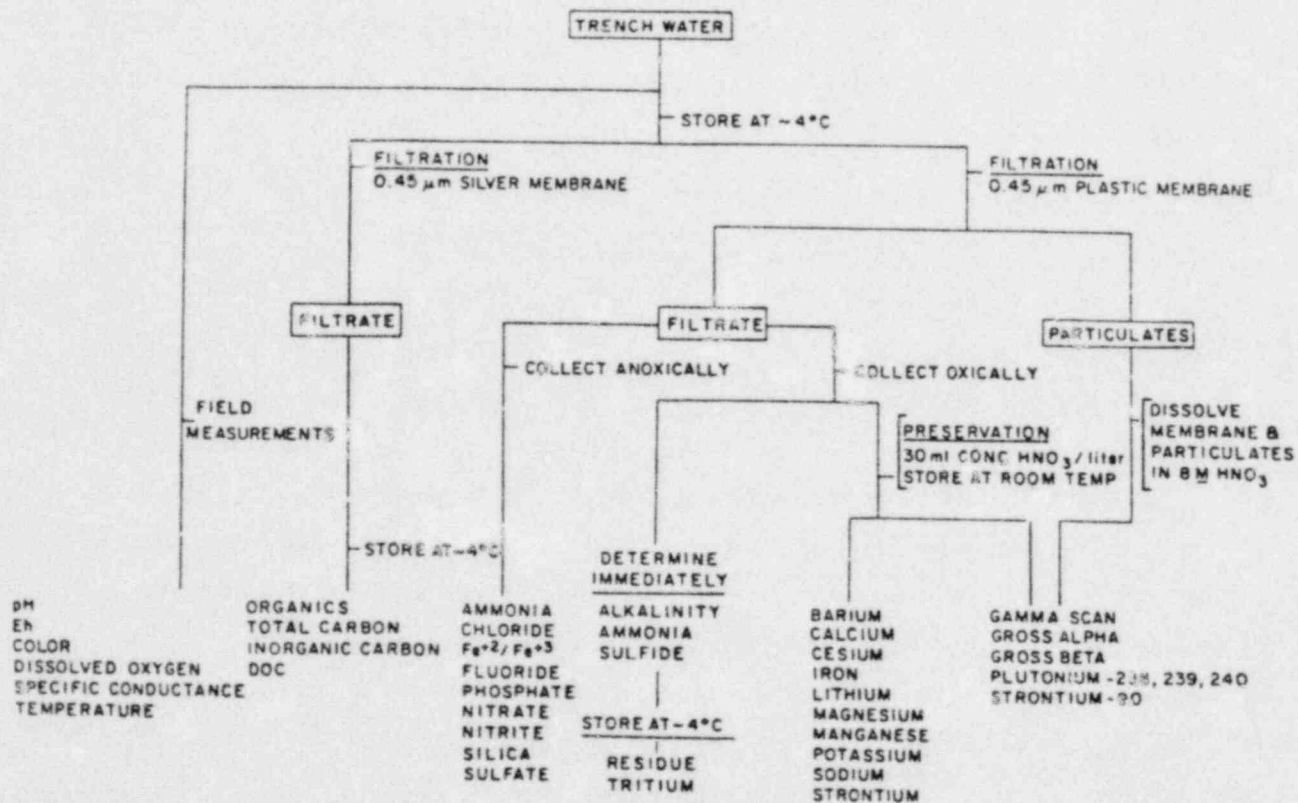 TRENCH WATER
STORE AT ~4°C
FILTRATION
0.45 μm SILVER MEMBRANE
FILTRATION
0.45 μm PLASTIC MEMBRANE
FILTRATE
FILTRATE
PARTICULATES
COLLECT ANOXICALLY
COLLECT OXICALLY
FIELD
MEASUREMENTS
PRESERVATION
30 ml CONC HNO3/liter
STORE AT ROOM TEMP
DISSOLVE
MEMBRANE &
PARTICULATES
IN 8 M HNO3
STORE AT ~4°C
DETERMINE
IMMEDIATELY
pH
Eh
COLOR
DISSOLVED OXYGEN
SPECIFIC CONDUCTANCE
TEMPERATURE
ORGANICS
TOTAL CARBON
INORGANIC CARBON
DOC
AMMONIA
CHLORIDE
Fe+2/Fe+3
FLUORIDE
PHOSPHATE
NITRATE
NITRITE
SILICA
SULFATE
ALKALINITY
AMMONIA
SULFIDE
STORE AT ~4°C
RESIDUE
TRITIUM
BARIUM
CALCIUM
CESIUM
IRON
LITHIUM
MAGNESIUM
MANGANESE
POTASSIUM
SODIUM
STRONTIUM
GAMMA SCAN
GROSS ALPHA
GROSS BETA
PLUTONIUM -238, 239, 240
STRONTIUM -90